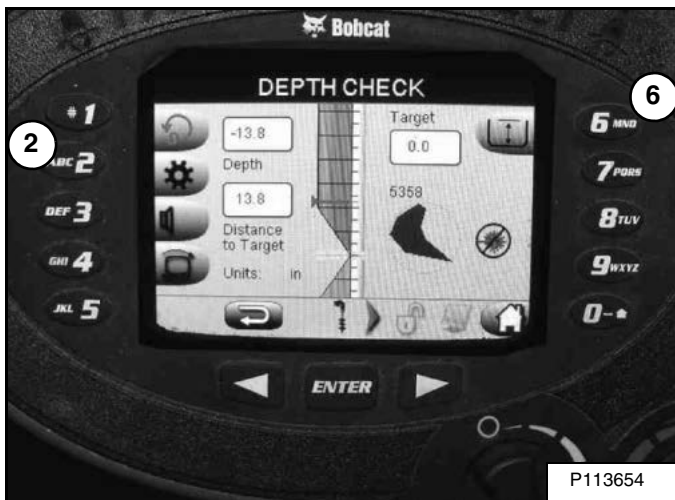 Bobcat
DEPTH CHECK
# 1
ABC 2
DEF 3
GHI 4
JKL 5
2
-13.8
Depth
13.8
Distance
to Target
Units: in
Target
0.0
5358
6 MNO
7 PQRS
8 TUV
9 WXYZ
0-
6
ENTER
P113654